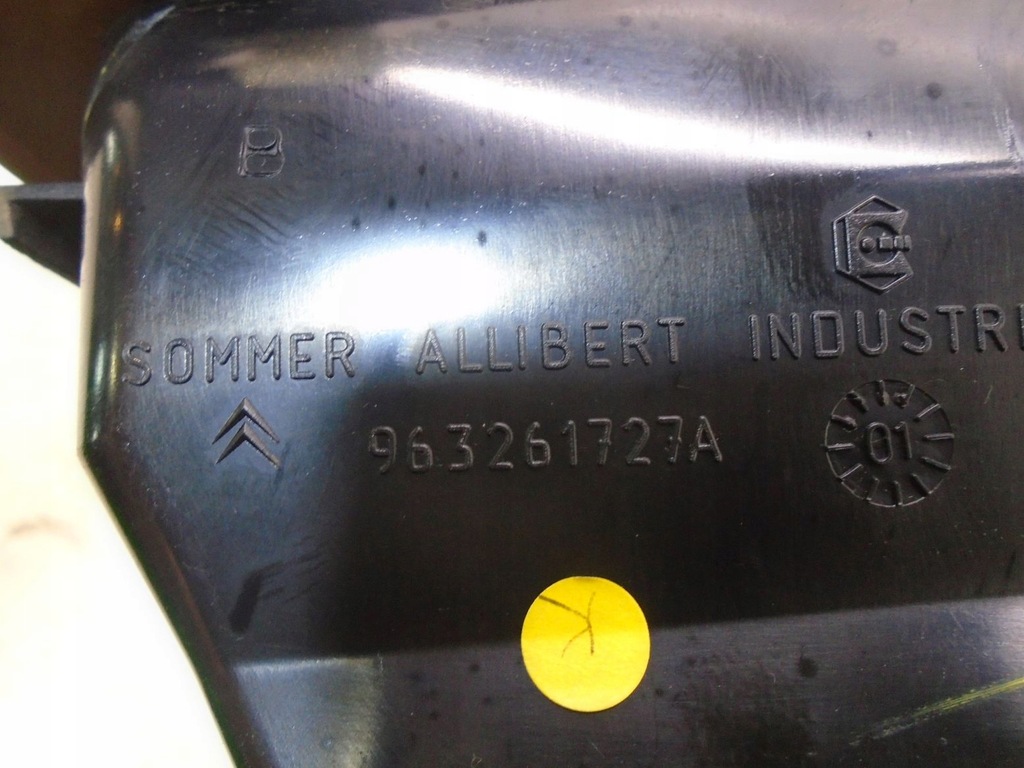 B
SOMMER ALLIBERT INDUSTRI
963261727A
01
K